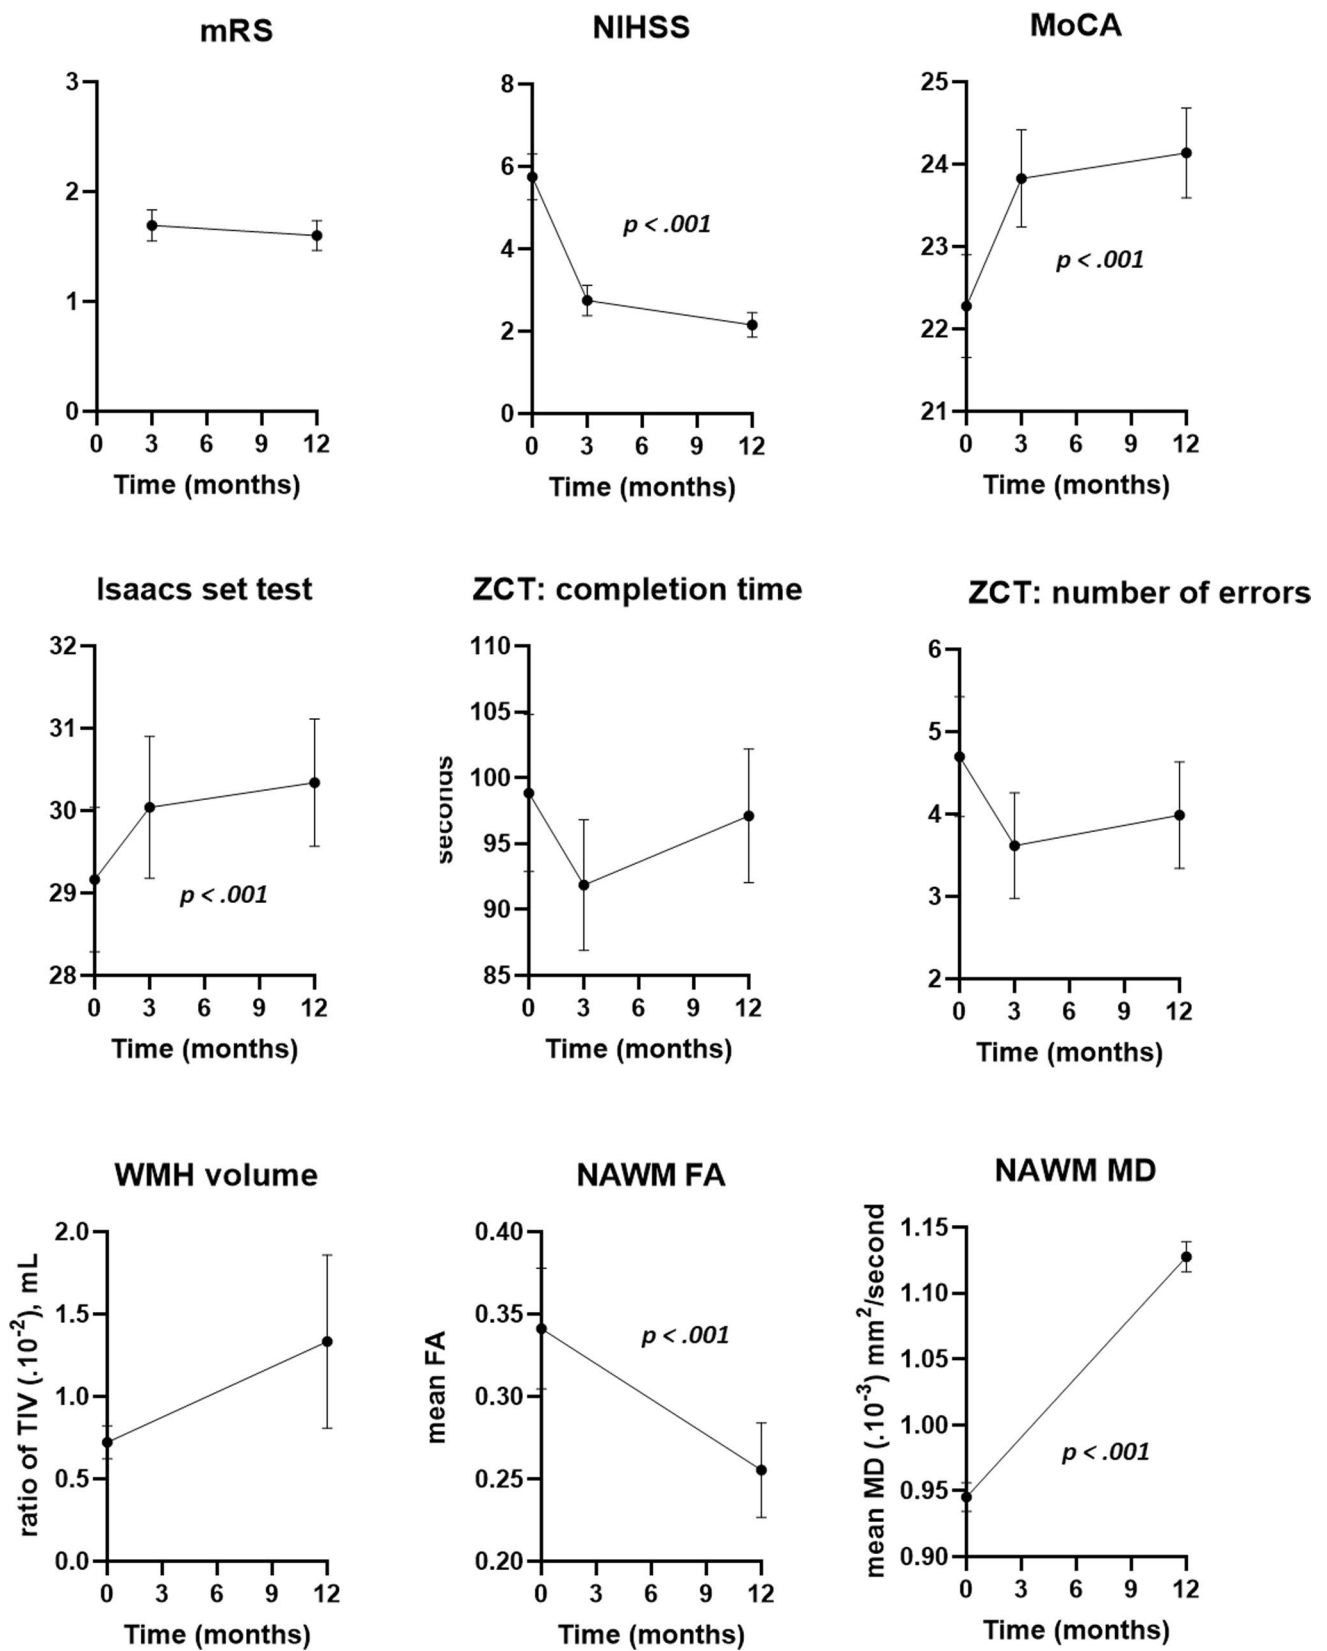 mRS
NIHSS
MoCA
3
2
1
0
0 3 6 9 12
Time (months)
8
6
4
2
0
p < .001
0 3 6 9 12
Time (months)
25
24
23
22
21
p < .001
0 3 6 9 12
Time (months)
Isaacs set test
ZCT: completion time
ZCT: number of errors
32
31
30
29
28
p < .001
0 3 6 9 12
Time (months)
seconds
110
105
100
95
90
85
0 3 6 9 12
Time (months)
6
5
4
3
2
0 3 6 9 12
Time (months)
WMH volume
NAWM FA
NAWM MD
ratio of TIV (.10⁻²), mL
2.0
1.5
1.0
0.5
0.0
0 3 6 9 12
Time (months)
mean FA
0.40
0.35
0.30
0.25
0.20
p < .001
0 3 6 9 12
Time (months)
mean MD (.10⁻³) mm²/second
1.15
1.10
1.05
1.00
0.95
0.90
p < .001
0 3 6 9 12
Time (months)